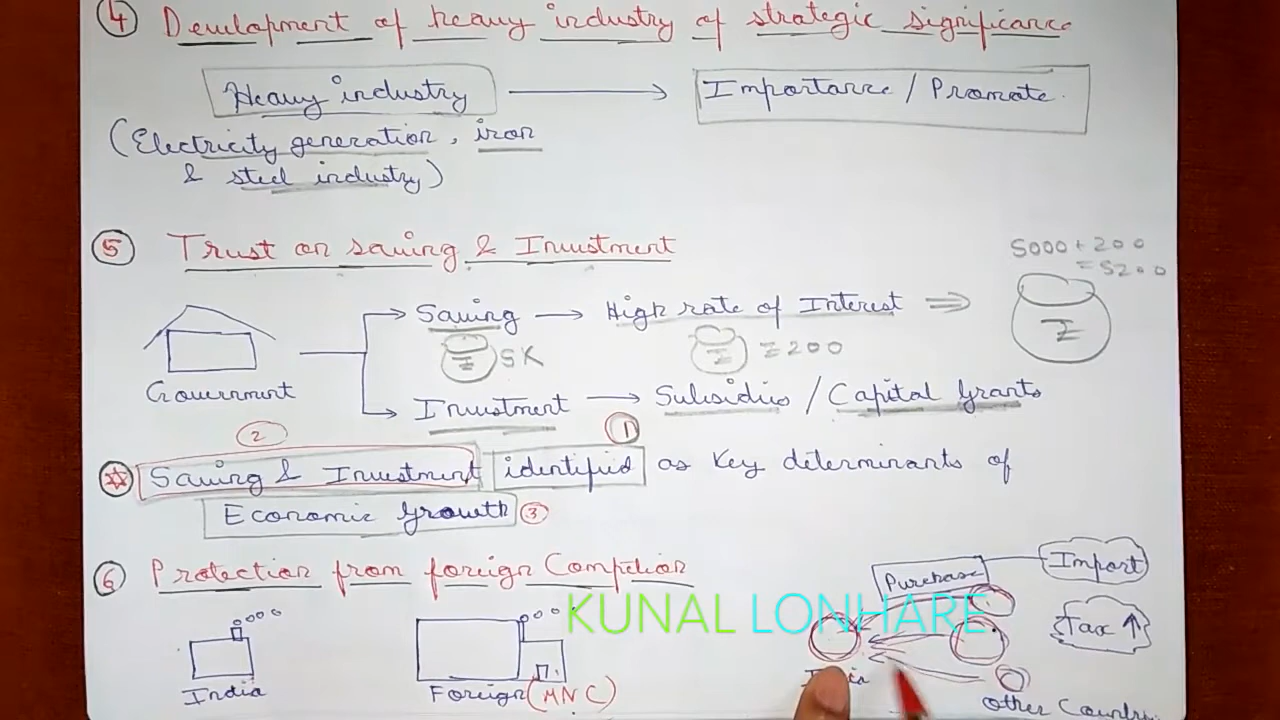 4 Development of heavy industry of strategic significance
Heavy industry → Importance / Promote.
(Electricity generation, iron
& steel industry)
5 Trust on saving & Investment
5000 + 200
= 5200
Saving → High rate of Interest ⇒
₹ 5K
₹ ₹200
₹
Government
Investment → Subsidies / Capital Grants
2
1
Saving & Investment identified as key determinants of
Economic Growth 3
6 Protection from foreign Competion
Purchase
Import
KUNAL LONHARE
Tax ↑
India
Foreign (MNC)
Other Country